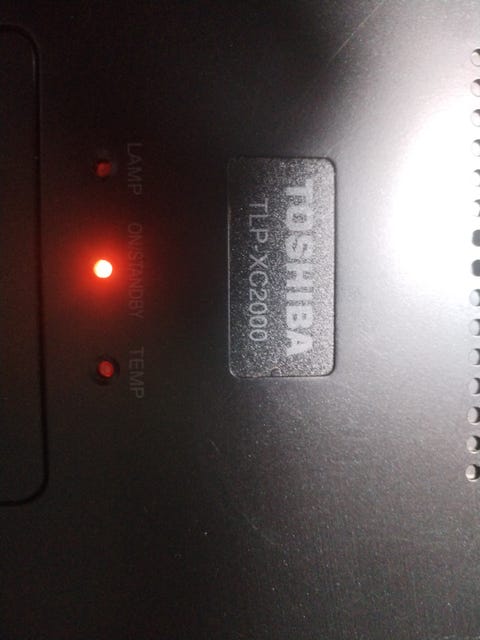 TOSHIBA
TLP-XC2000
LAMP
ON/STANDBY
TEMP